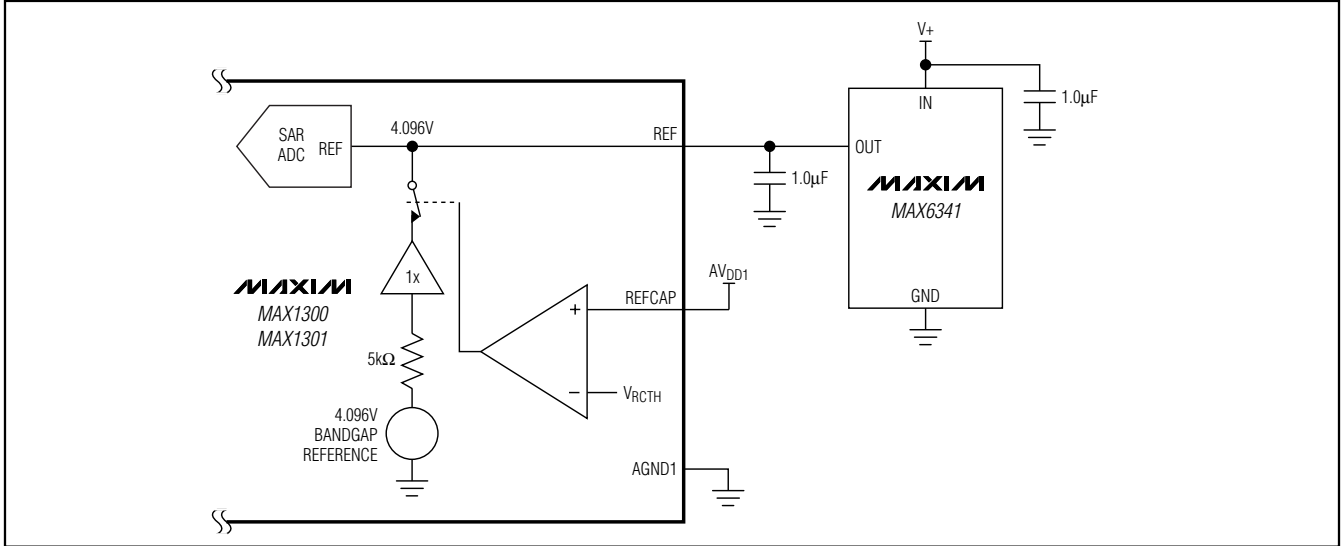 V+
IN
1.0µF
SAR
ADC
REF
4.096V
REF
OUT
1.0µF
MAXIM
MAX6341
GND
1x
MAXIM
MAX1300
MAX1301
5kΩ
4.096V
BANDGAP
REFERENCE
AVDD1
REFCAP
+
−
VRCTH
AGND1